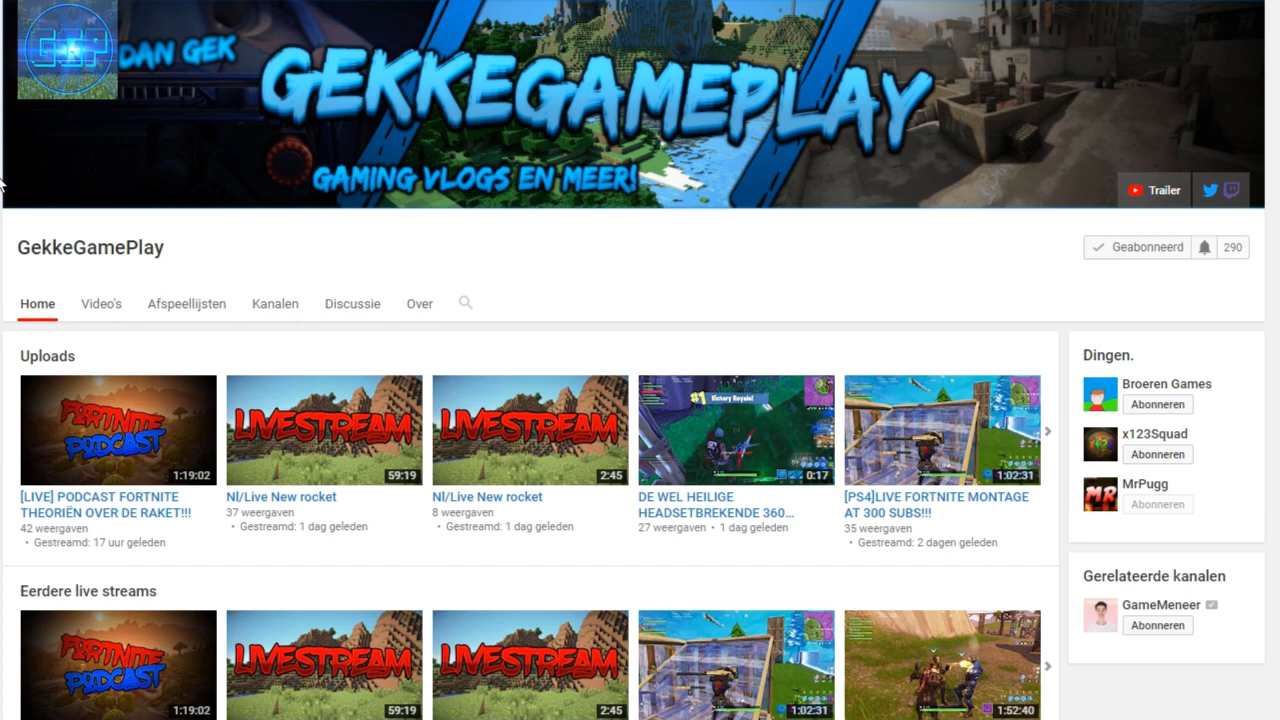 GGP
DAN GEK
GEKKEGAMEPLAY
GAMING VLOGS EN MEER!
Trailer
GekkeGamePlay
Geabonneerd
290
Home
Video's
Afspeellijsten
Kanalen
Discussie
Over
Uploads
FORTNITE
PODCAST
1:19:02
[LIVE] PODCAST FORTNITE
THEORIËN OVER DE RAKET!!!
42 weergaven
• Gestreamd: 17 uur geleden
LIVESTREAM
59:19
Nl/Live New rocket
37 weergaven
• Gestreamd: 1 dag geleden
LIVESTREAM
2:45
Nl/Live New rocket
8 weergaven
• Gestreamd: 1 dag geleden
#1 Victory Royale!
0:17
DE WEL HEILIGE
HEADSETBREKENDE 360...
27 weergaven • 1 dag geleden
1:02:31
[PS4]LIVE FORTNITE MONTAGE
AT 300 SUBS!!!
35 weergaven
• Gestreamd: 2 dagen geleden
Eerdere live streams
FORTNITE
PODCAST
1:19:02
LIVESTREAM
59:19
LIVESTREAM
2:45
1:02:31
1:52:40
Dingen.
Broeren Games
Abonneren
x123Squad
Abonneren
MR
MrPugg
Abonneren
Gerelateerde kanalen
GameMeneer
Abonneren